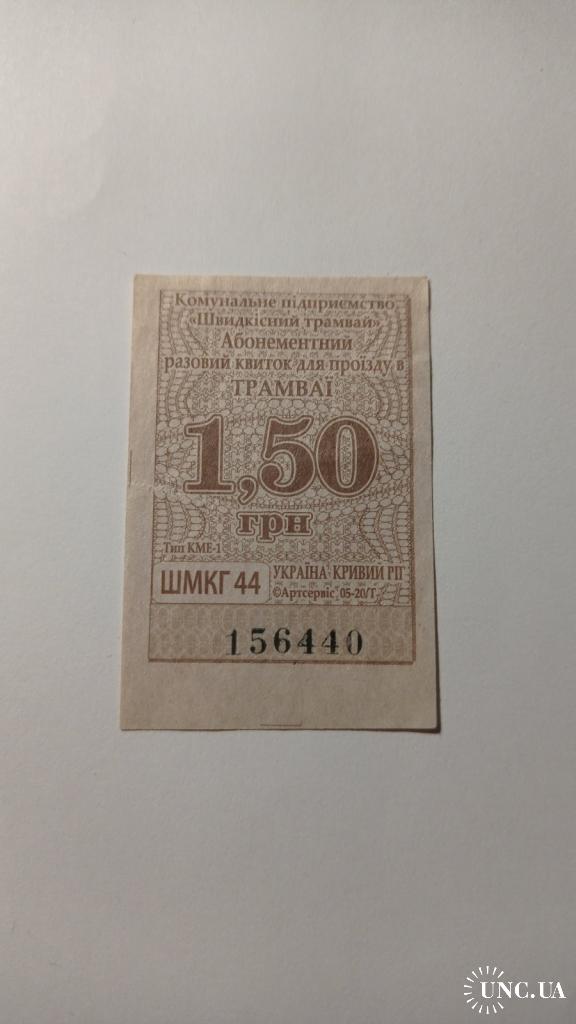 Комунальне підприємство
«Швидкісний трамвай»
Абонементний
разовий квиток для проїзду в
ТРАМВАЇ
1,50
грн
Тип КМЕ-1
ШМКГ 44
УКРАЇНА КРИВИЙ РІГ
©Артсервіс 05-20/Т
156440
UNC.UA